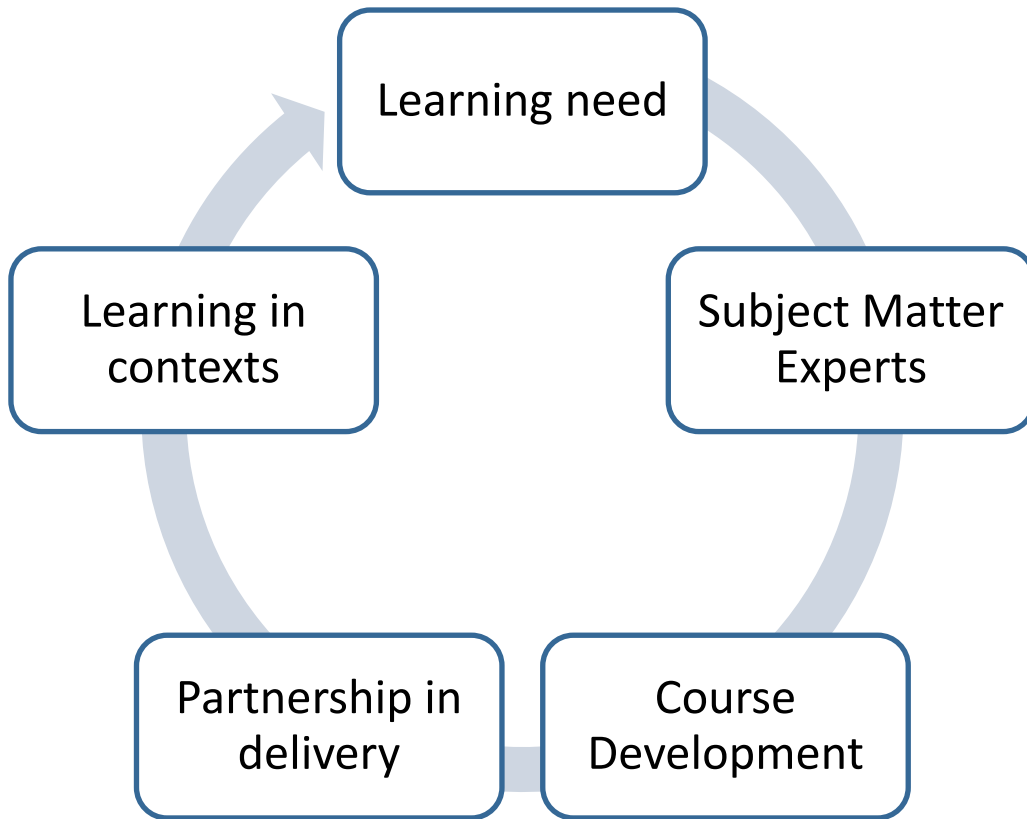 Learning need
Subject Matter
Experts
Course
Development
Partnership in
delivery
Learning in
contexts